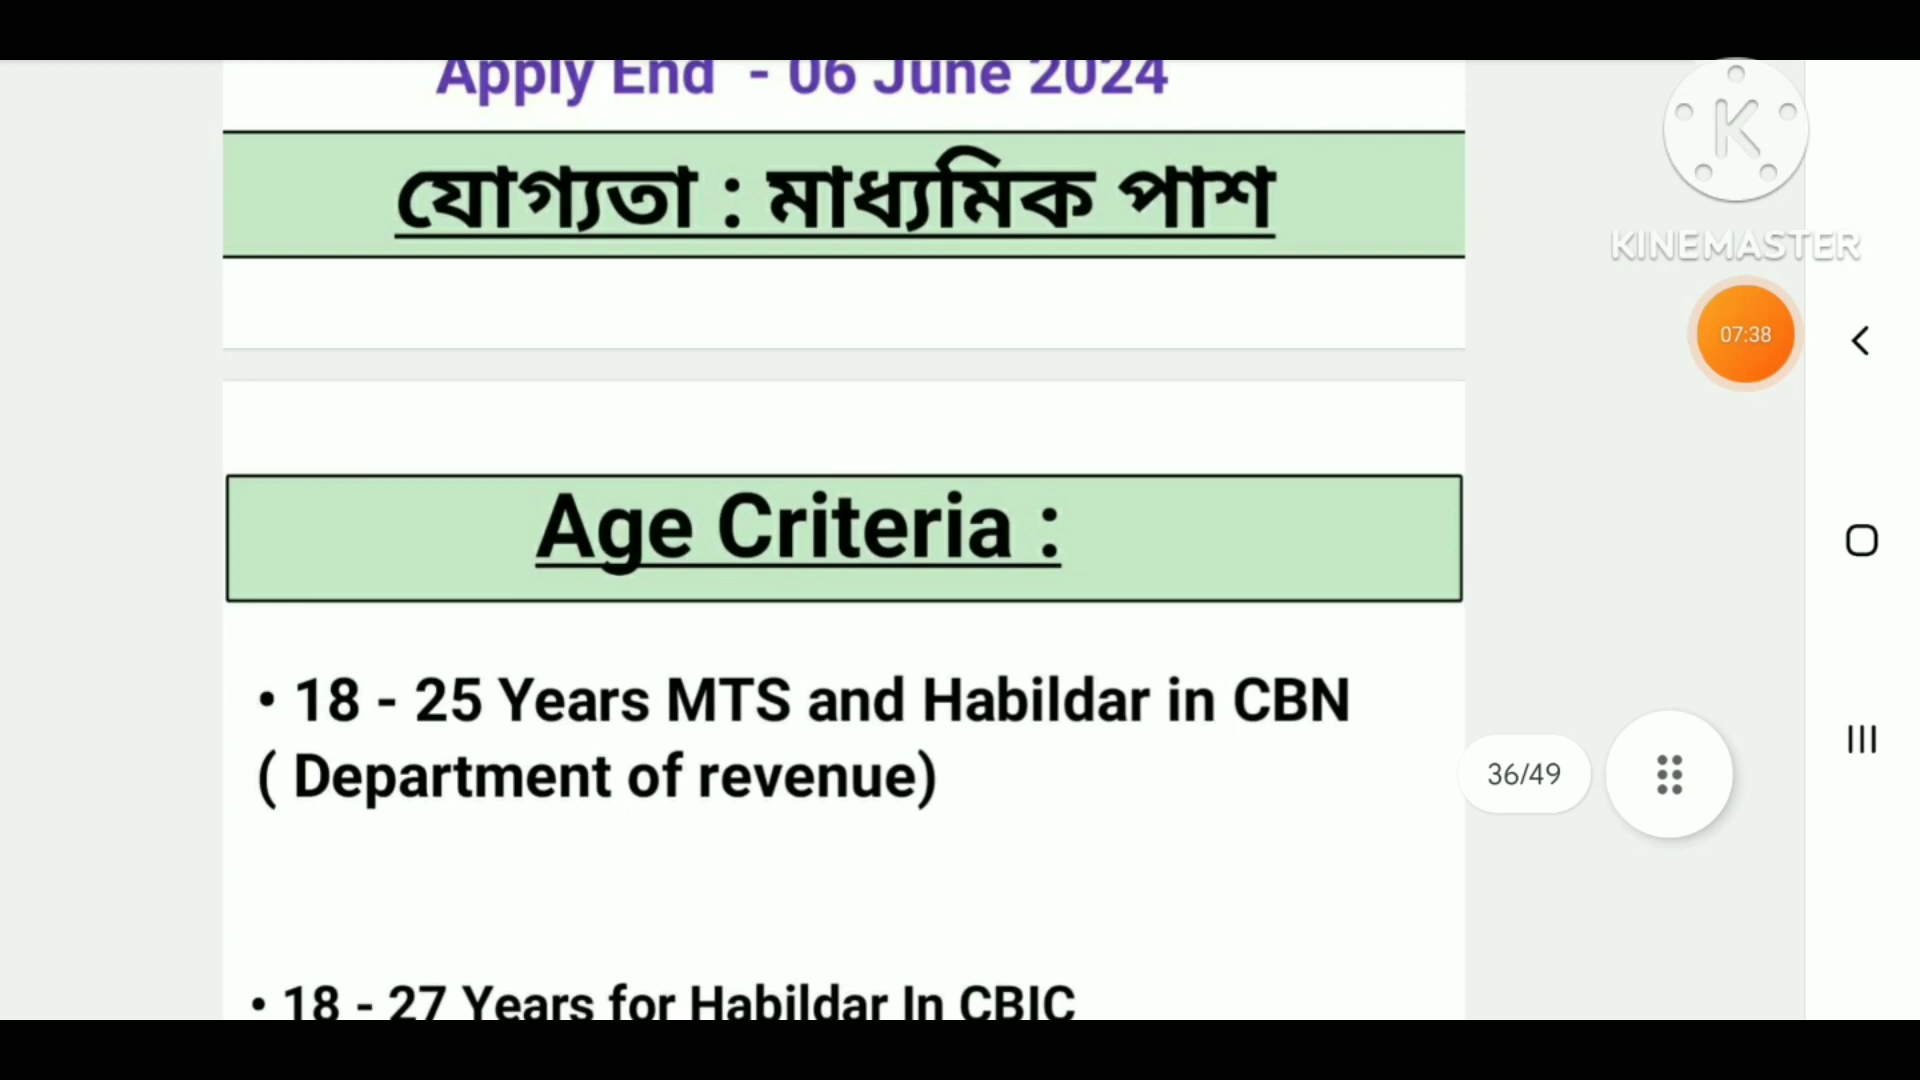 Apply End - 06 June 2024
যোগ্যতা : মাধ্যমিক পাশ
K
KINEMASTER
07:38
Age Criteria :
• 18 - 25 Years MTS and Habildar in CBN
( Department of revenue)
36/49
• 18 - 27 Years for Habildar In CBIC